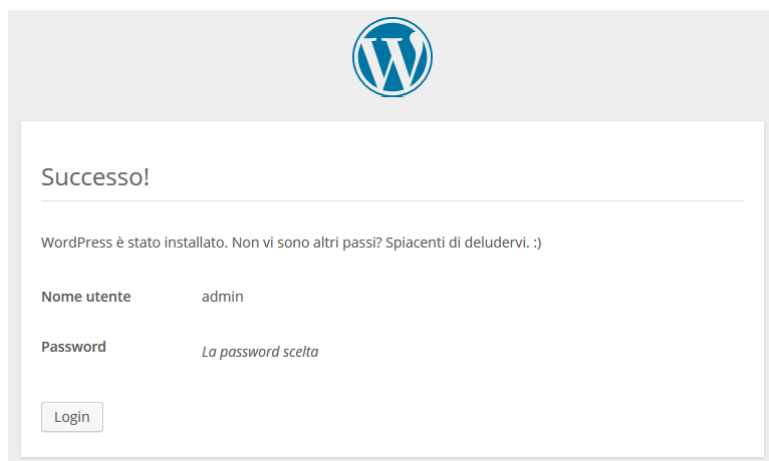 Successo!
WordPress è stato installato. Non vi sono altri passi? Spiacenti di deludervi. :)
Nome utente admin
Password La password scelta
Login